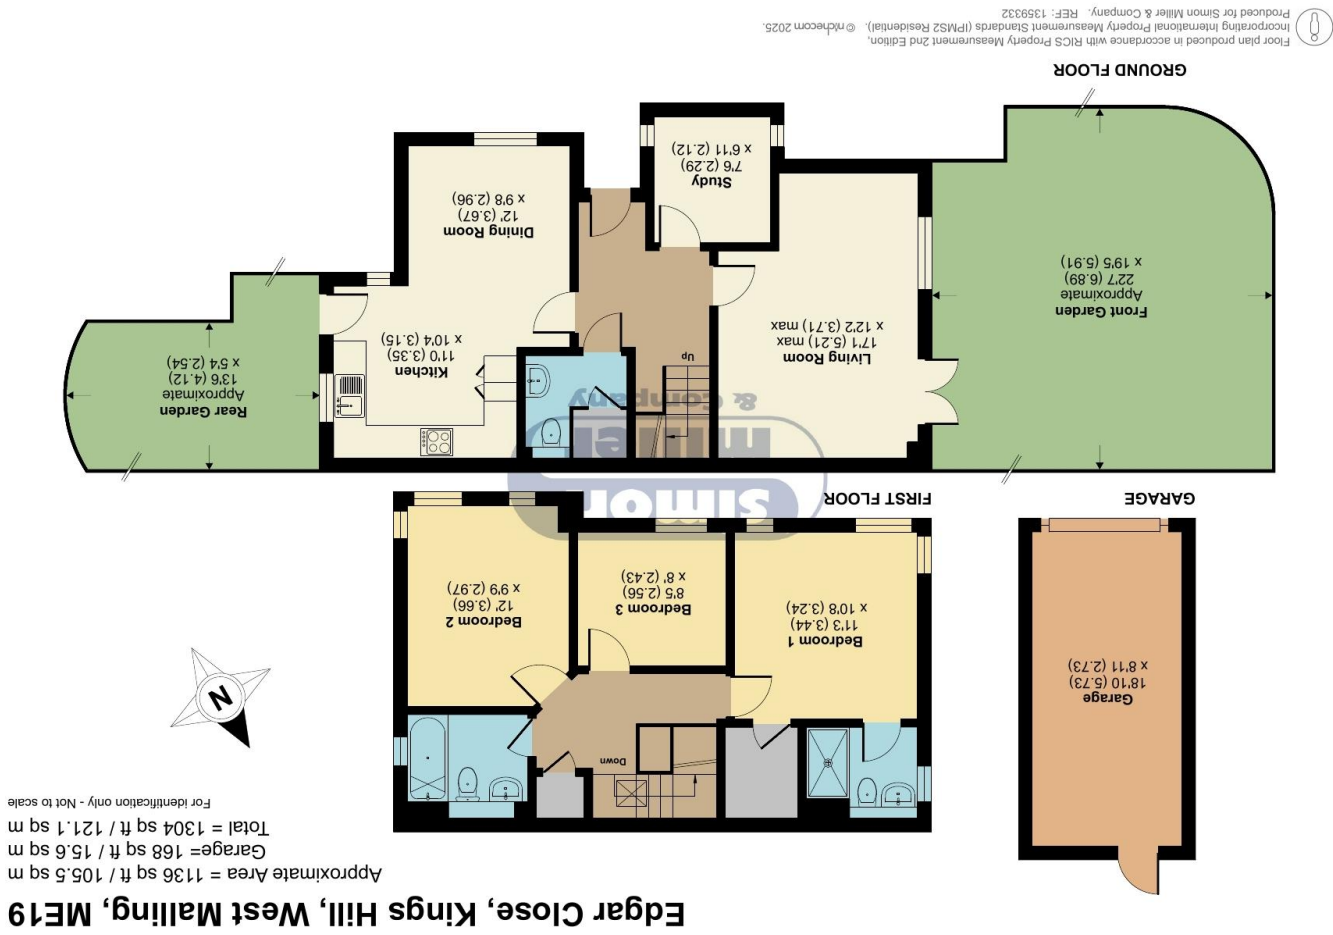 Edgar Close, Kings Hill, West Malling, ME19
Approximate Area = 1136 sq ft / 105.5 sq m
Garage= 168 sq ft / 15.6 sq m
Total = 1304 sq ft / 121.1 sq m
For identification only - Not to scale
N
Garage
18'10 (5.73)
x 8'11 (2.73)
GARAGE
Down
Bedroom 1
11'3 (3.44)
x 10'8 (3.24)
Bedroom 3
8'5 (2.56)
x 8' (2.43)
Bedroom 2
12' (3.66)
x 9'9 (2.97)
FIRST FLOOR
simon
miller
& Company
Up
Front Garden
Approximate
22'7 (6.89)
x 19'5 (5.91)
Living Room
17'1 (5.21) max
x 12'2 (3.71) max
Kitchen
11'0 (3.35)
x 10'4 (3.15)
Rear Garden
Approximate
13'6 (4.12)
x 5'4 (2.54)
Study
7'6 (2.29)
x 6'11 (2.12)
Dining Room
12' (3.67)
x 9'8 (2.96)
GROUND FLOOR
Floor plan produced in accordance with RICS Property Measurement 2nd Edition,
Incorporating International Property Measurement Standards (IPMS2 Residential). © nichecom 2025.
Produced for Simon Miller & Company. REF: 1359332